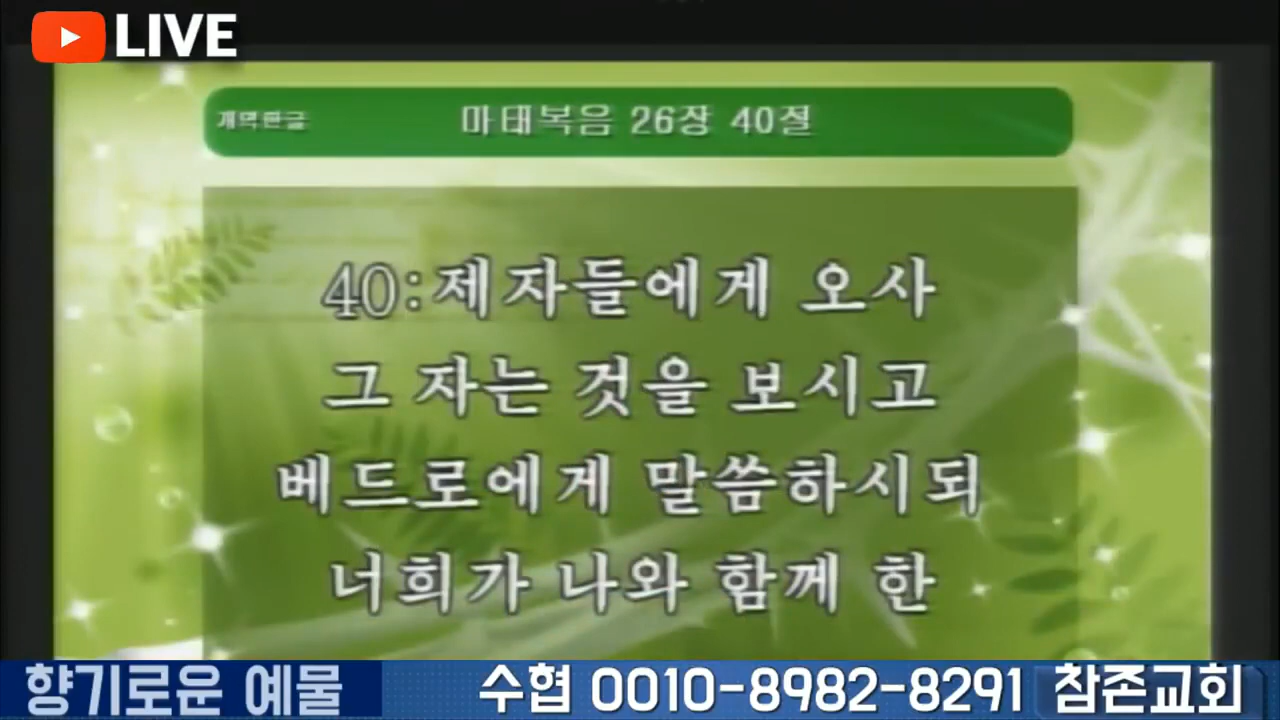 LIVE
개역한글
마태복음 26장 40절
40:제자들에게 오사
그 자는 것을 보시고
베드로에게 말씀하시되
너희가 나와 함께 한
향기로운 예물
수협 0010-8982-8291 참존교회